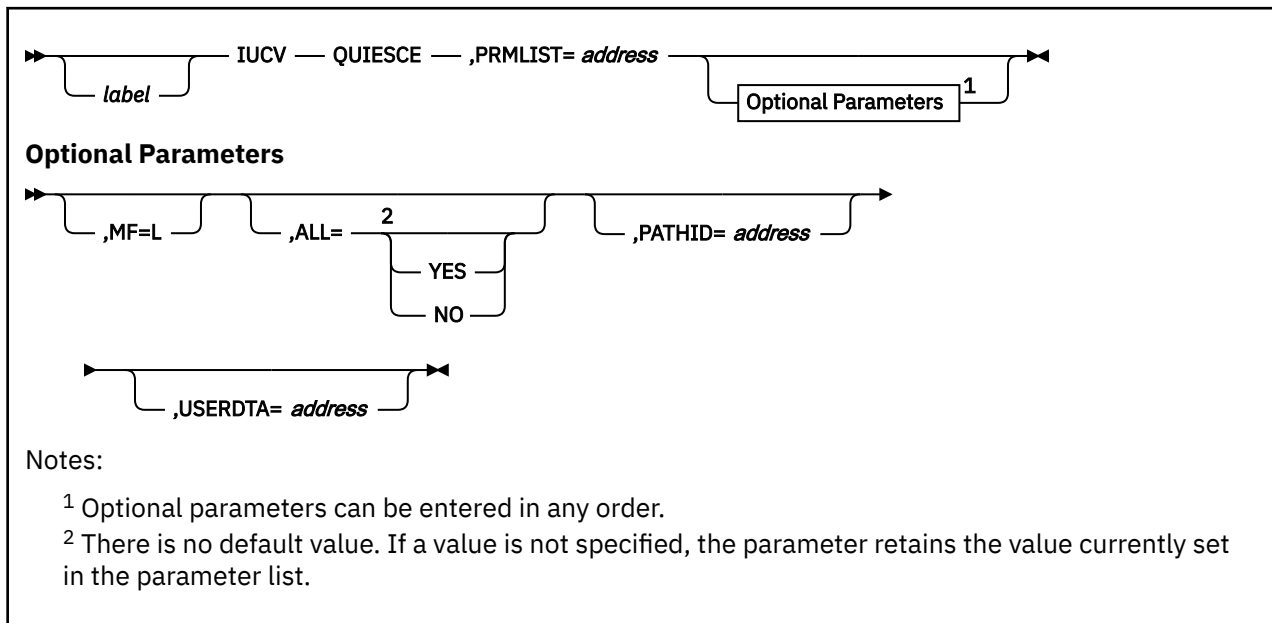 label IUCV QUIESCE ,PRMLIST= address Optional Parameters 1
Optional Parameters
,MF=L ,ALL= 2 YES NO ,PATHID= address
,USERDTA= address
Notes:
1 Optional parameters can be entered in any order.
2 There is no default value. If a value is not specified, the parameter retains the value currently set
in the parameter list.